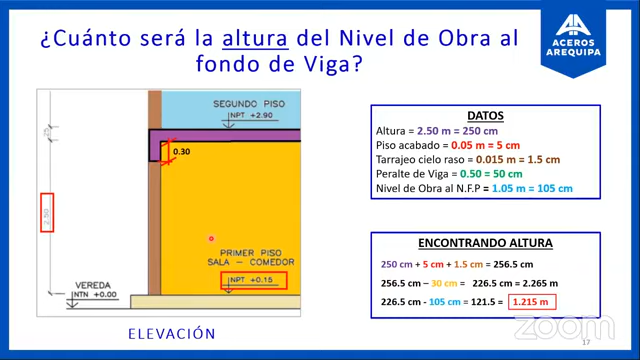 ¿Cuánto será la altura del Nivel de Obra al
fondo de Viga?
ACEROS
AREQUIPA
SEGUNDO PISO
NPT +2.90
25
0.30
2.50
PRIMER PISO
SALA – COMEDOR
NPT +0.15
VEREDA
NTN +0.00
ELEVACIÓN
DATOS
Altura = 2.50 m = 250 cm
Piso acabado = 0.05 m = 5 cm
Tarrajeo cielo raso = 0.015 m = 1.5 cm
Peralte de Viga = 0.50 = 50 cm
Nivel de Obra al N.F.P = 1.05 m = 105 cm
ENCONTRANDO ALTURA
250 cm + 5 cm + 1.5 cm = 256.5 cm
256.5 cm – 30 cm = 226.5 cm = 2.265 m
226.5 cm - 105 cm = 121.5 = 1.215 m
zoom
17